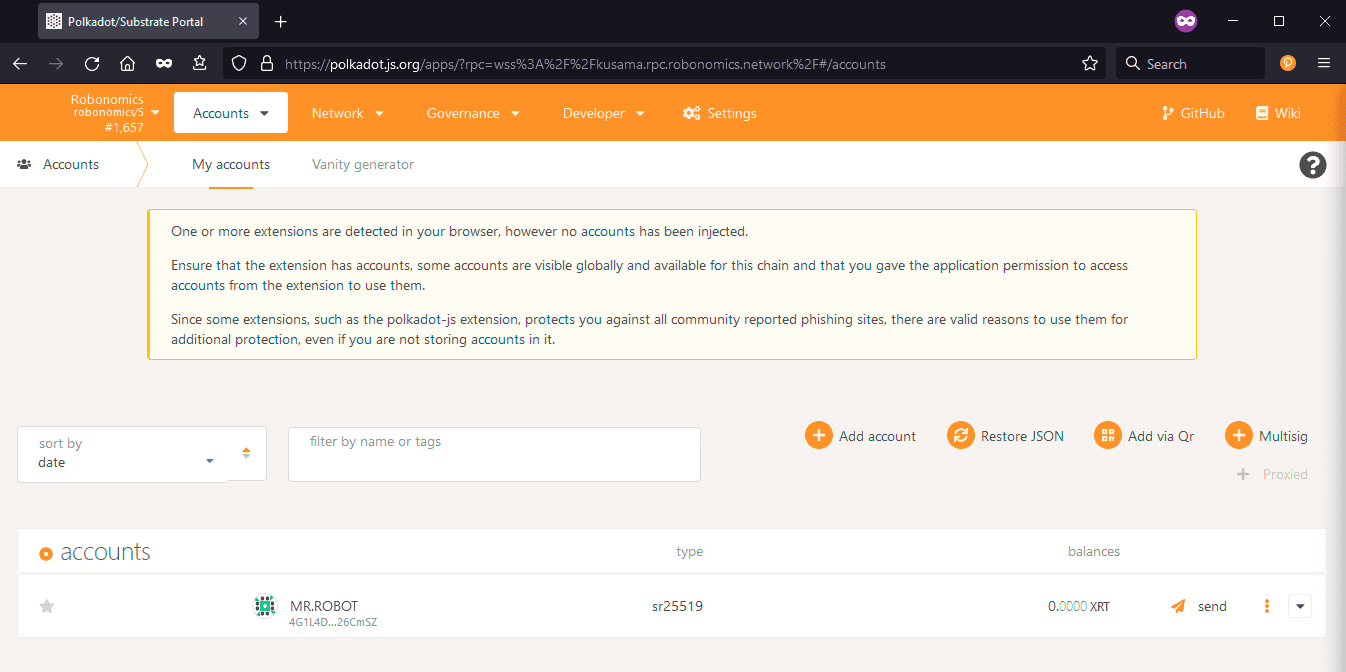 Polkadot/Substrate Portal
https://polkadot.js.org/apps/?rpc=wss%3A%2F%2Fkusama.rpc.robonomics.network%2F#/accounts
Search
Robonomics
robonomics/5
#1,657
Accounts
Network
Governance
Developer
Settings
GitHub
Wiki
Accounts
My accounts
Vanity generator
One or more extensions are detected in your browser, however no accounts has been injected.
Ensure that the extension has accounts, some accounts are visible globally and available for this chain and that you gave the application permission to access
accounts from the extension to use them.
Since some extensions, such as the polkadot-js extension, protects you against all community reported phishing sites, there are valid reasons to use them for
additional protection, even if you are not storing accounts in it.
sort by
date
filter by name or tags
Add account
Restore JSON
Add via Qr
Multisig
Proxied
accounts
type
balances
MR.ROBOT
4G1L4D...26CmSZ
sr25519
0.0000 XRT
send